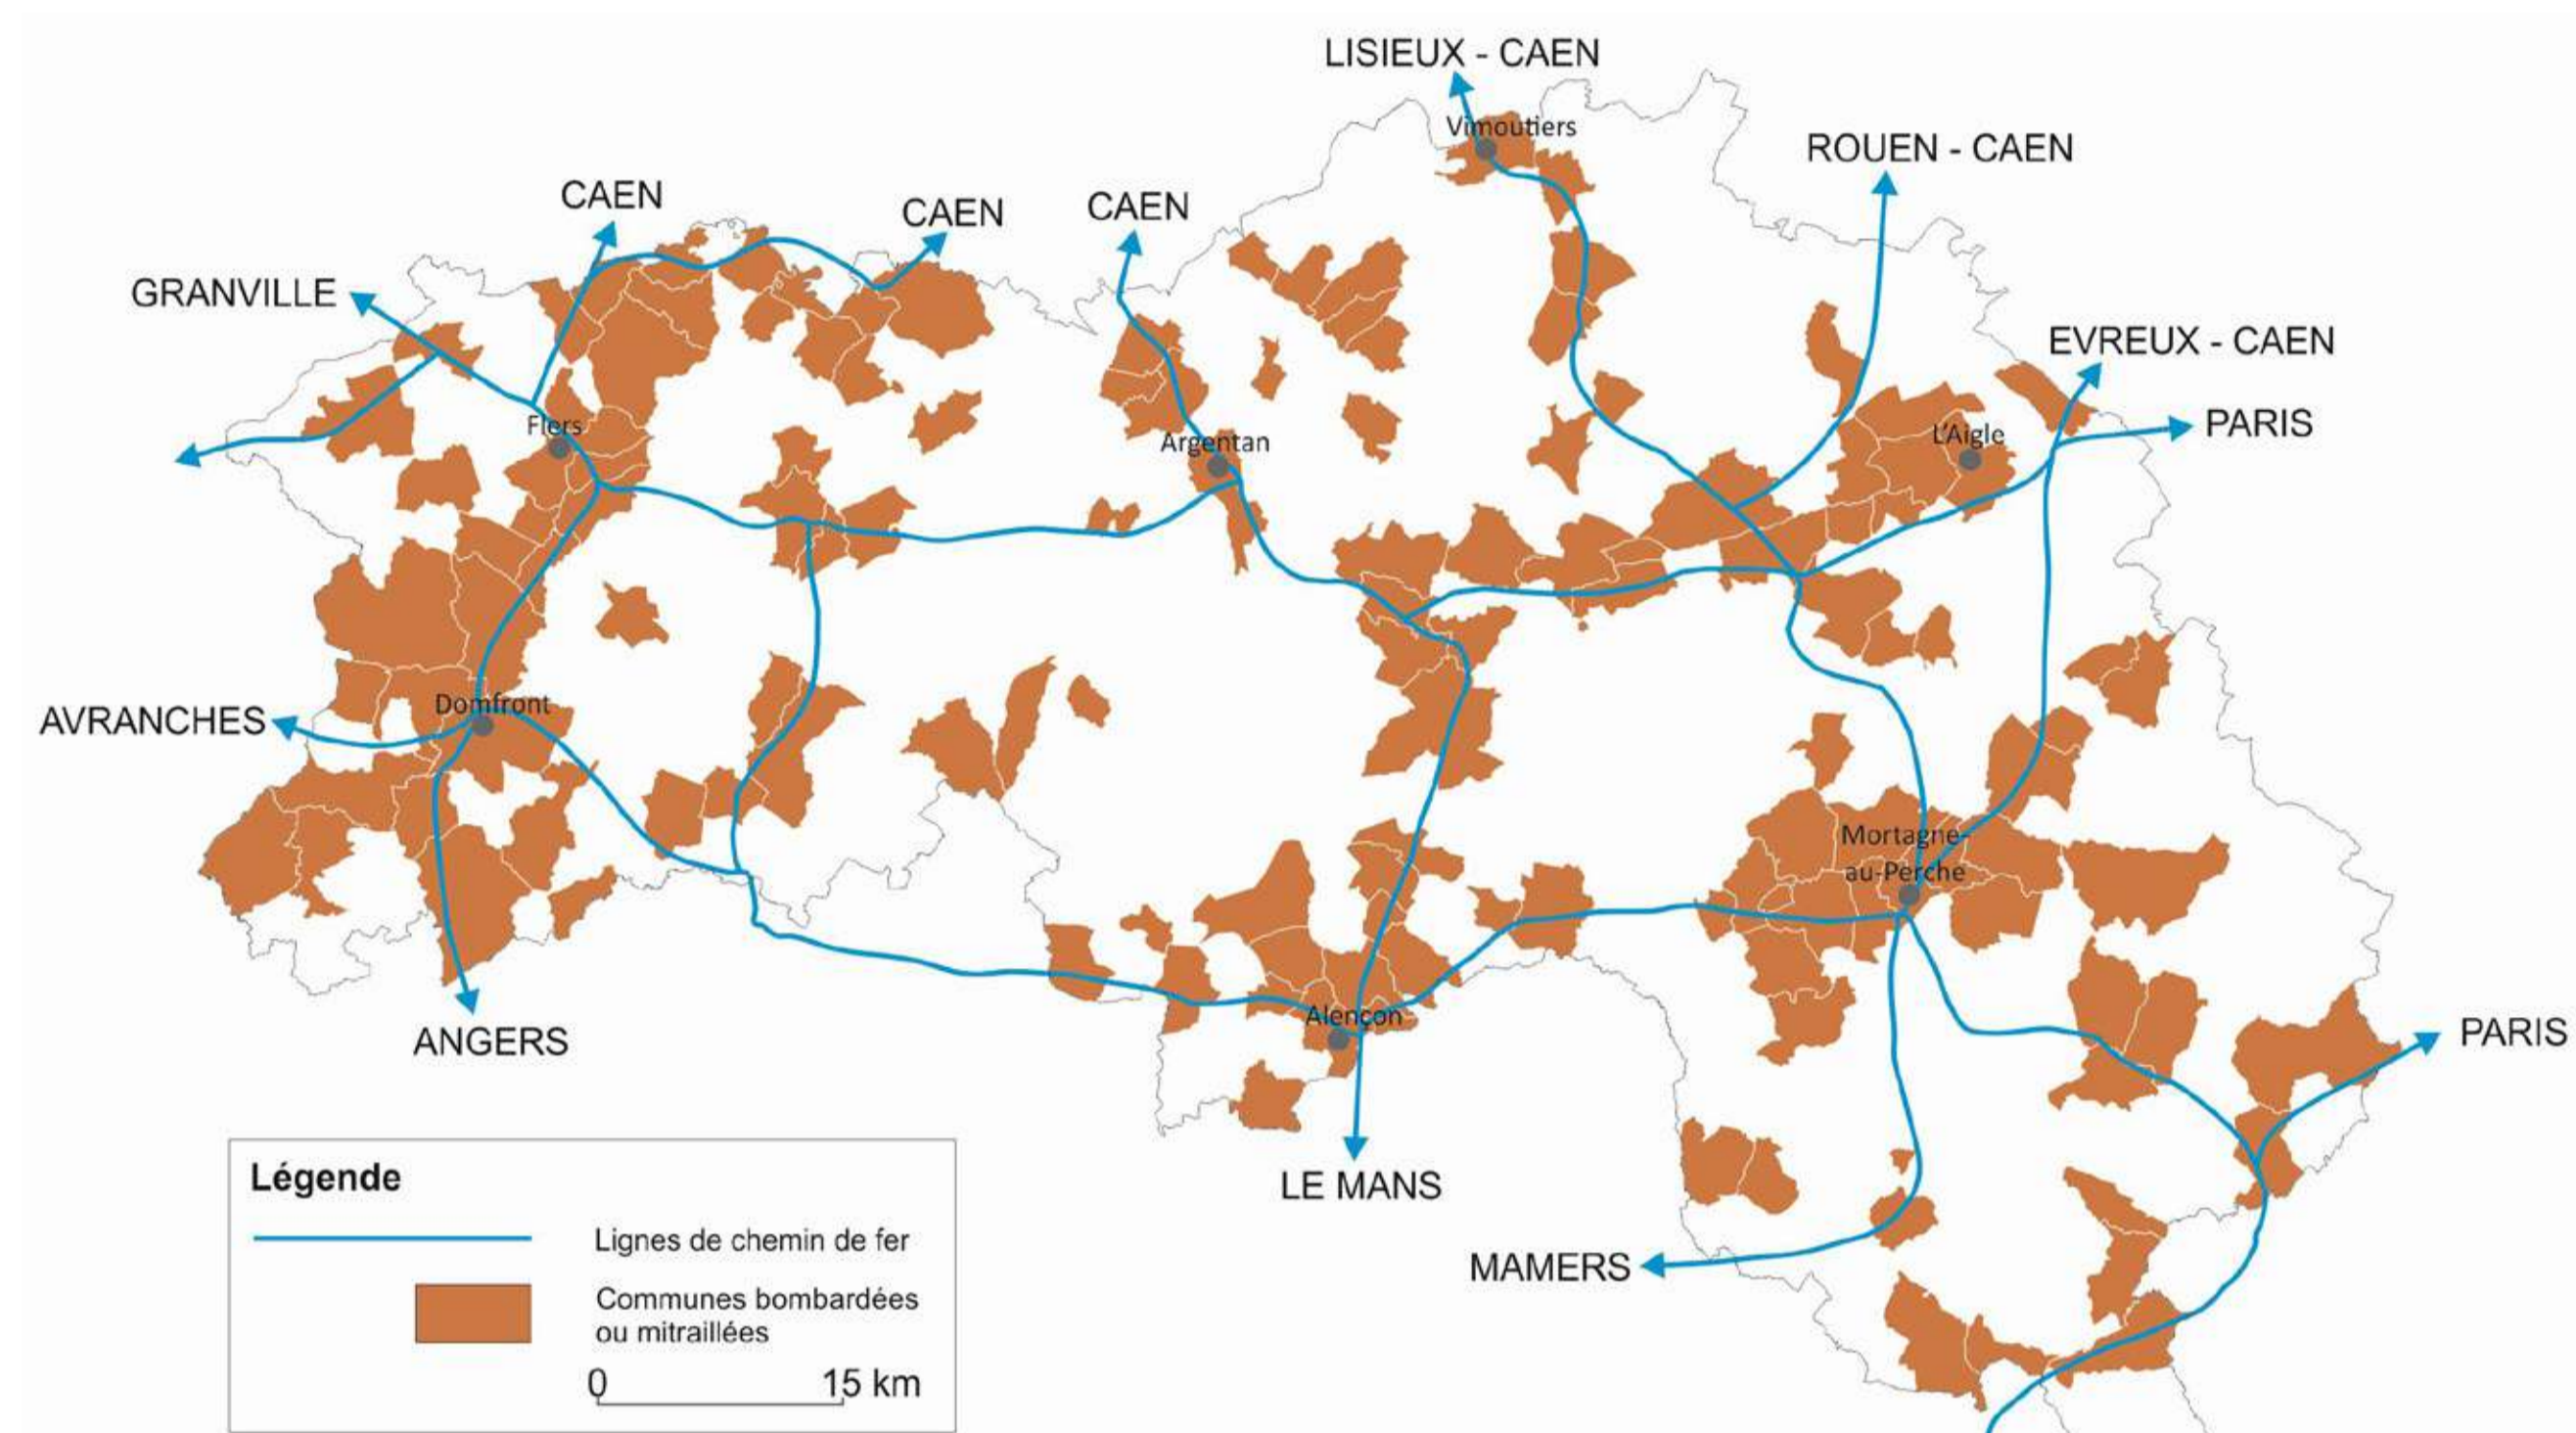 LISIEUX - CAEN
Vimoutiers
ROUEN - CAEN
CAEN
CAEN
CAEN
GRANVILLE
EVREUX - CAEN
PARIS
Flers
Argentan
L'Aigle
AVRANCHES
Domfront
Mortagne-
au-Perche
Alençon
ANGERS
PARIS
LE MANS
MAMERS
Légende
Lignes de chemin de fer
Communes bombardées
ou mitraillées
0 15 km